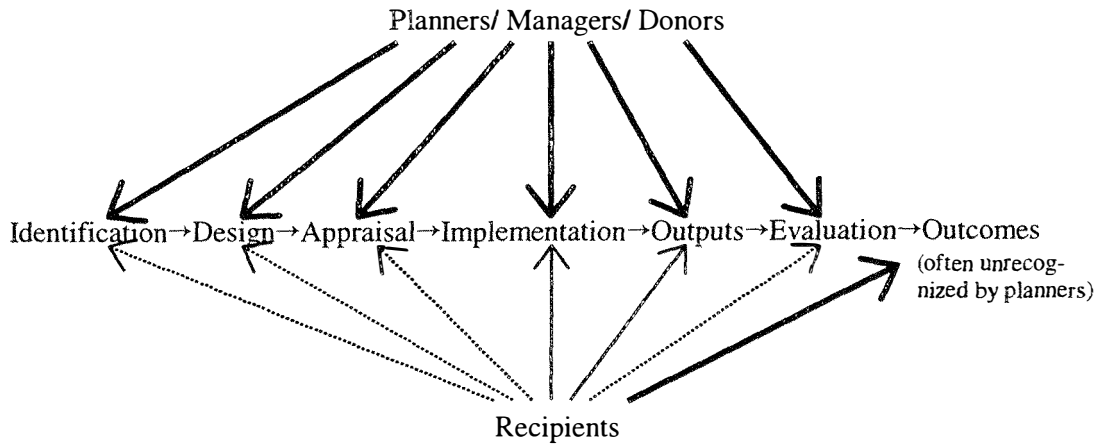 Planners/ Managers/ Donors
Identification→Design→Appraisal→Implementation→Outputs→Evaluation→Outcomes
(often unrecog-
nized by planners)
Recipients